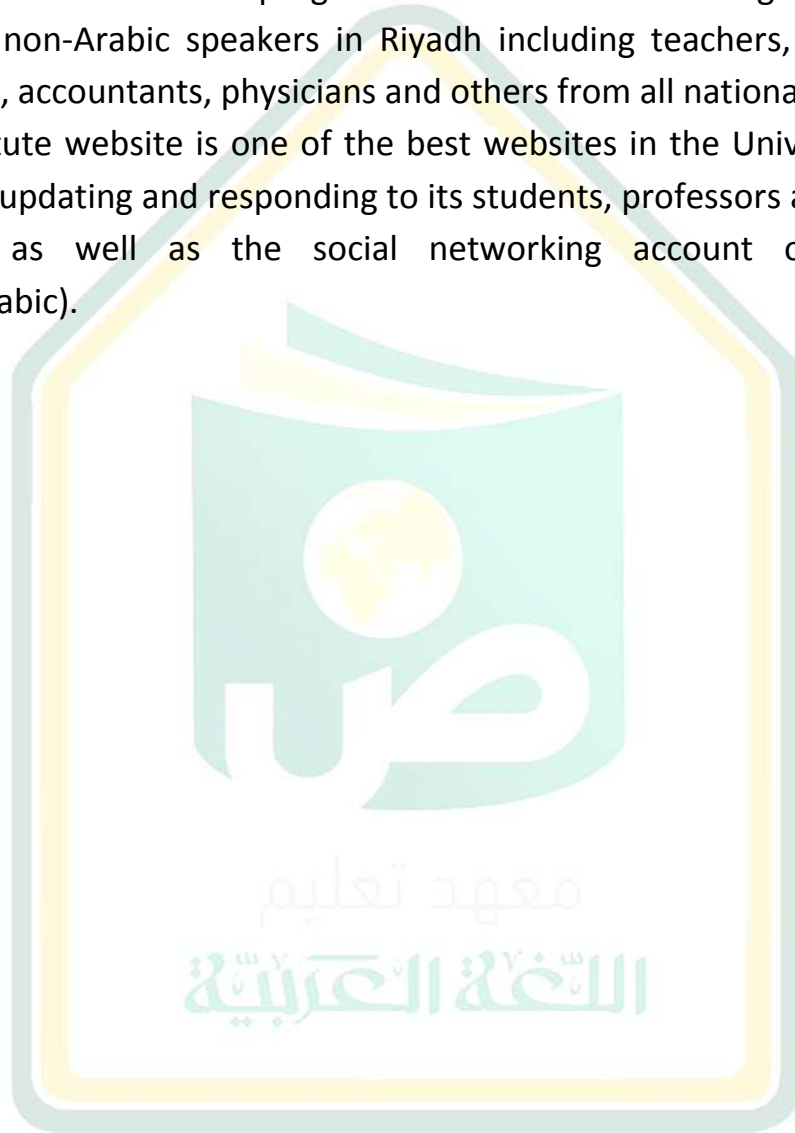 non-Arabic speakers in Riyadh including teachers,
, accountants, physicians and others from all national
tute website is one of the best websites in the Univ
updating and responding to its students, professors a
as well as the social networking account o
abic).
ض
معهد تعليم
اللغة العربية